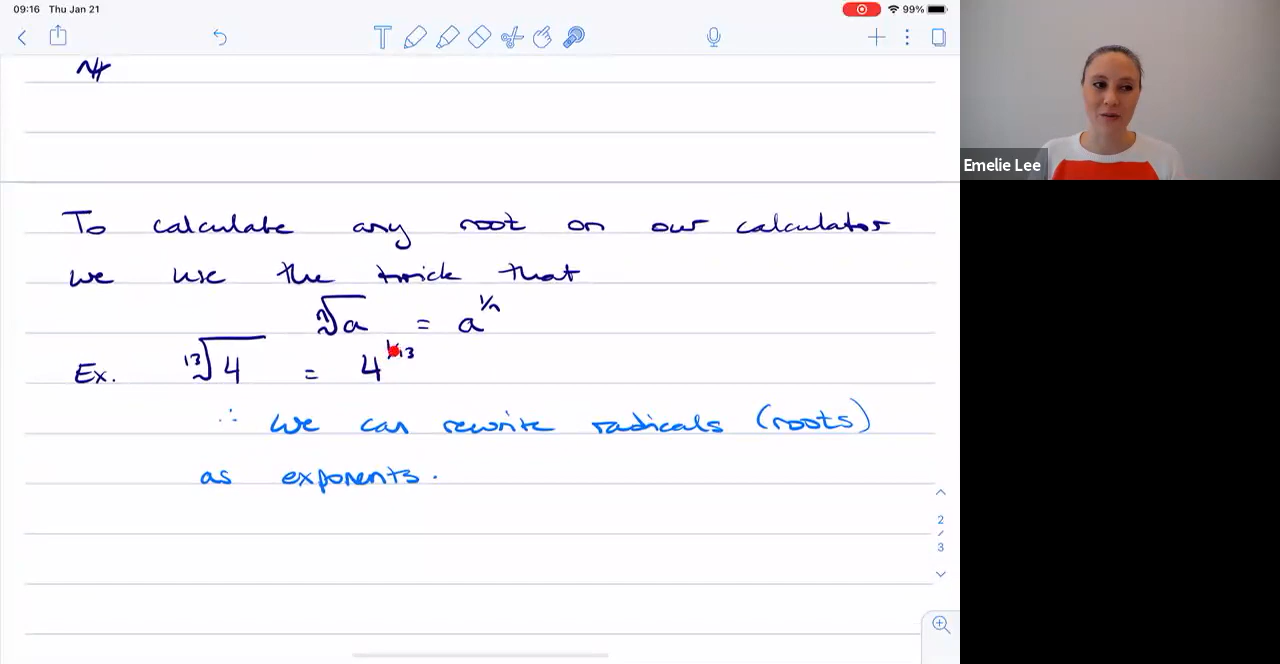 09:16 Thu Jan 21
99%
T
Emelie Lee
To calculate any root on our calculator
we use the trick that
ⁿ√a = a^1/n
Ex. ¹³√4 = 4^1/13
∴ we can rewrite radicals (roots)
as exponents.
2
/
3